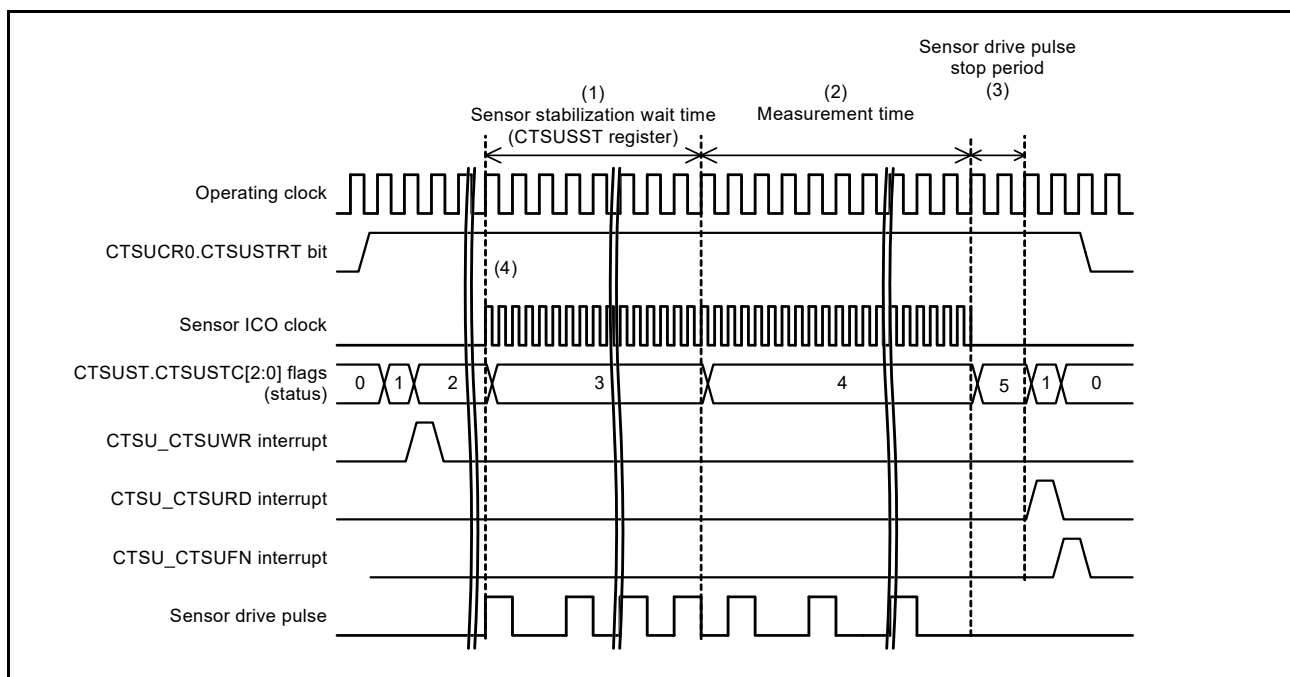 Sensor drive pulse
stop period
(3)
(1)
Sensor stabilization wait time
(CTSUSST register)
(2)
Measurement time
Operating clock
CTSUCR0.CTSUSTRT bit
(4)
Sensor ICO clock
CTSUST.CTSUSTC[2:0] flags
(status)
0 1 2 3 4 5 1 0
CTSU_CTSUWR interrupt
CTSU_CTSURD interrupt
CTSU_CTSUFN interrupt
Sensor drive pulse